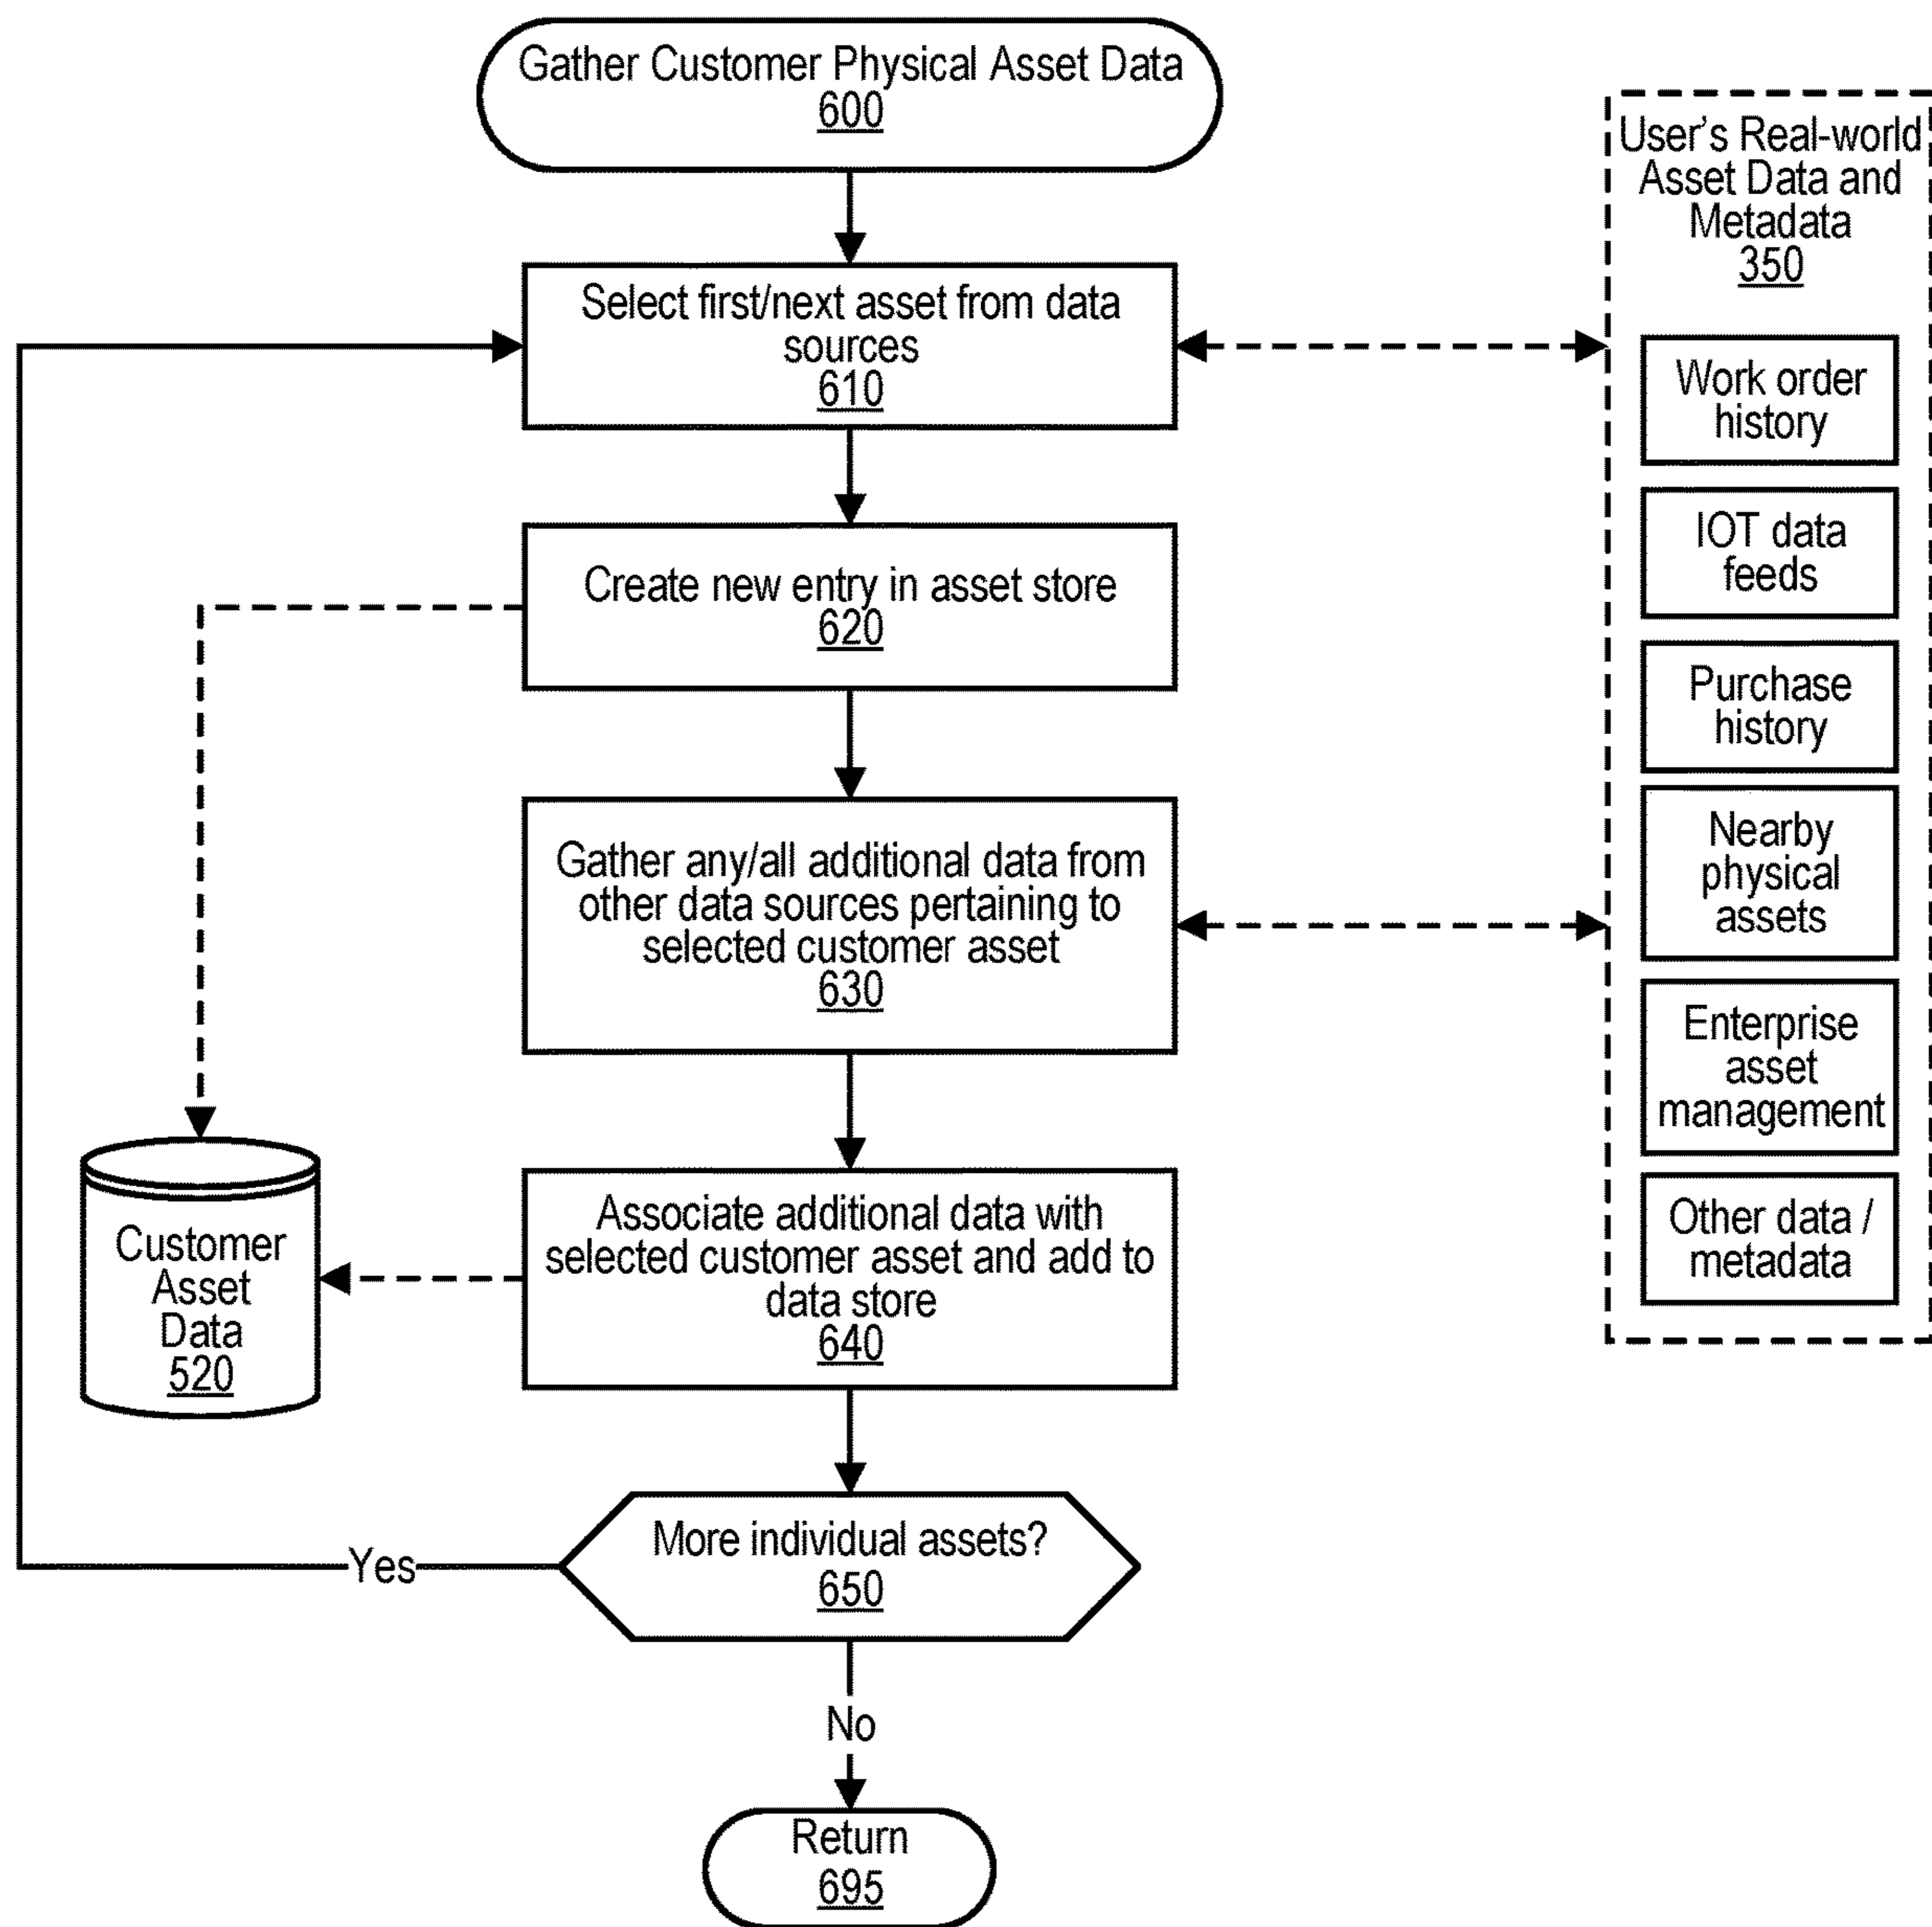 Gather Customer Physical Asset Data
600
Select first/next asset from data
sources
610
Create new entry in asset store
620
Gather any/all additional data from
other data sources pertaining to
selected customer asset
630
Associate additional data with
selected customer asset and add to
data store
640
More individual assets?
650
Yes
No
Return
695
Customer
Asset
Data
520
User's Real-world
Asset Data and
Metadata
350
Work order
history
IOT data
feeds
Purchase
history
Nearby
physical
assets
Enterprise
asset
management
Other data /
metadata